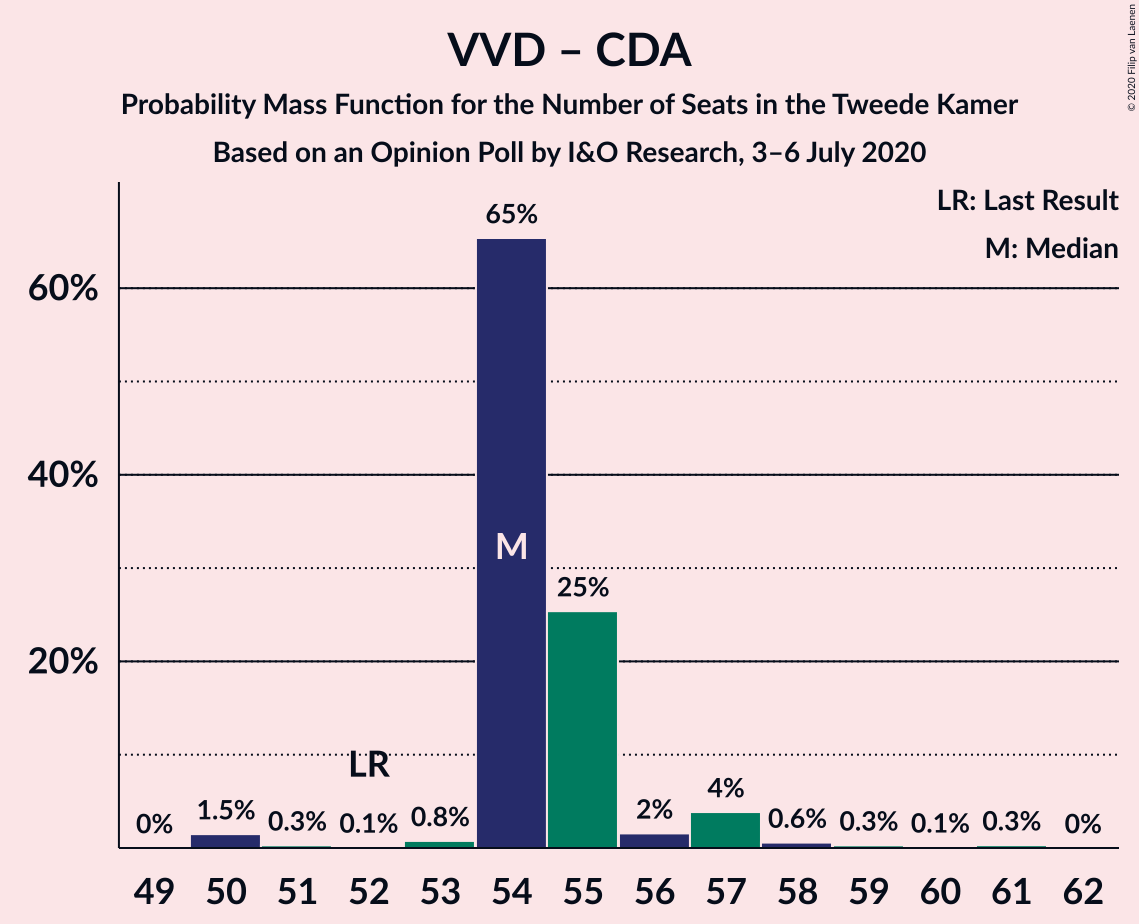 VVD – CDA
Probability Mass Function for the Number of Seats in the Tweede Kamer
Based on an Opinion Poll by I&O Research, 3–6 July 2020
© 2020 Filip van Laenen
LR: Last Result
M: Median
65%
60%
40%
M
25%
20%
LR
0%
1.5%
0.3%
0.1%
0.8%
2%
4%
0.6%
0.3%
0.1%
0.3%
0%
49 50 51 52 53 54 55 56 57 58 59 60 61 62